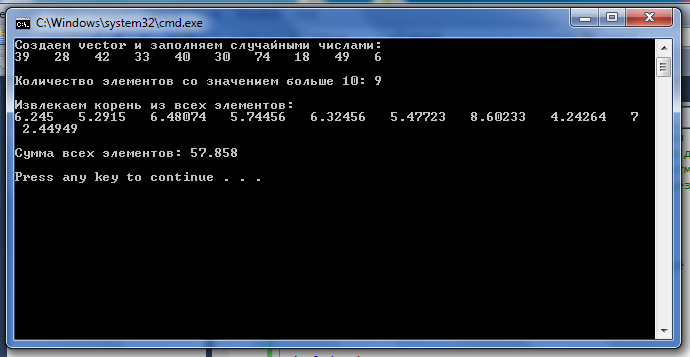 C:\Windows\system32\cmd.exe
Создаем vector и заполняем случайными числами:
39 28 42 33 40 30 74 18 49 6
Количество элементов со значением больше 10: 9
Извлекаем корень из всех элементов:
6.245 5.2915 6.48074 5.74456 6.32456 5.47723 8.60233 4.24264 7
2.44949
Сумма всех элементов: 57.858
Press any key to continue . . .